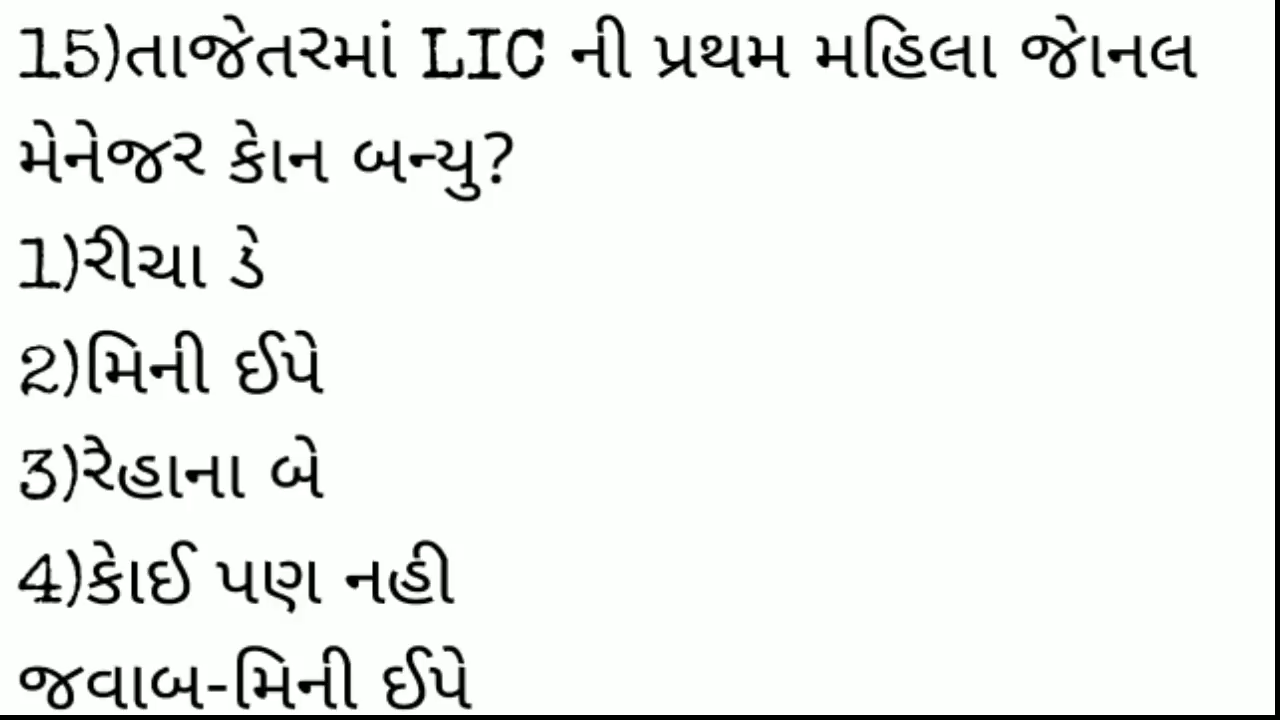 15)તાજેતરમાં LIC ની પ્રથમ મહિલા જોનલ
મેનેજર કોન બન્યુ?
1)રીચા ડે
2)મિની ઈપે
3)રેહાના બે
4)કોઈ પણ નહી
જવાબ-મિની ઈપે